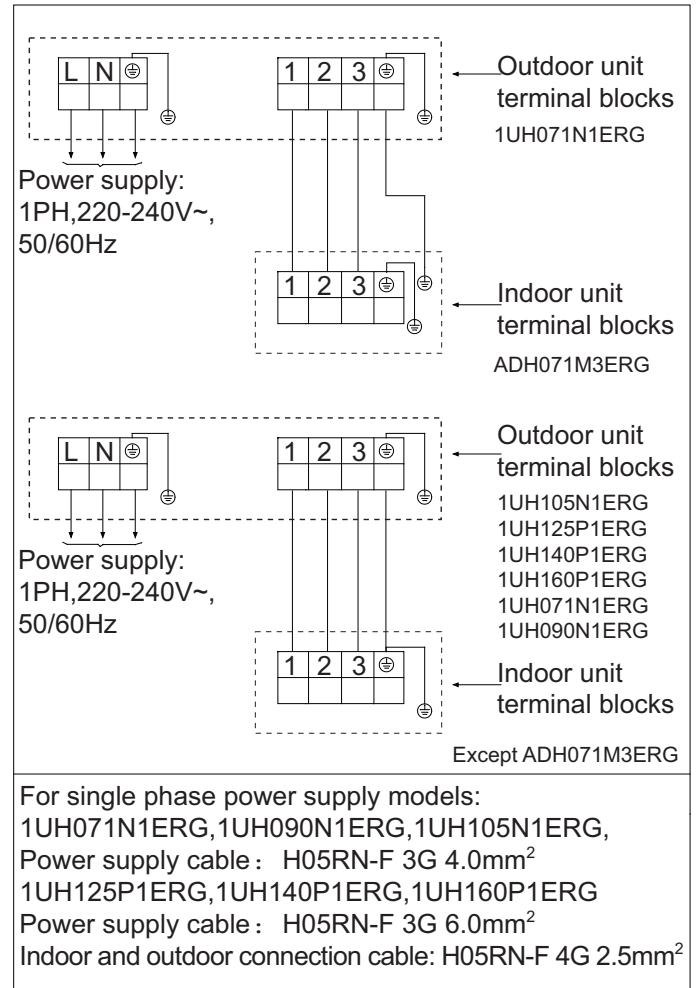 L N ⏚ 1 2 3 ⏚
Outdoor unit
terminal blocks
1UH071N1ERG
Power supply:
1PH,220-240V~,
50/60Hz
1 2 3 ⏚
Indoor unit
terminal blocks
ADH071M3ERG
L N ⏚ 1 2 3 ⏚
Outdoor unit
terminal blocks
1UH105N1ERG
1UH125P1ERG
1UH140P1ERG
1UH160P1ERG
1UH071N1ERG
1UH090N1ERG
Power supply:
1PH,220-240V~,
50/60Hz
1 2 3 ⏚
Indoor unit
terminal blocks
Except ADH071M3ERG
For single phase power supply models:
1UH071N1ERG,1UH090N1ERG,1UH105N1ERG,
Power supply cable： H05RN-F 3G 4.0mm²
1UH125P1ERG,1UH140P1ERG,1UH160P1ERG
Power supply cable： H05RN-F 3G 6.0mm²
Indoor and outdoor connection cable: H05RN-F 4G 2.5mm²